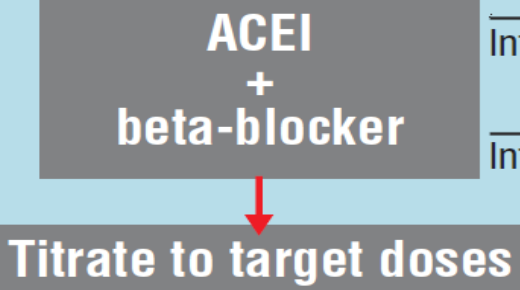 ACEI
+
beta-blocker
Titrate to target doses